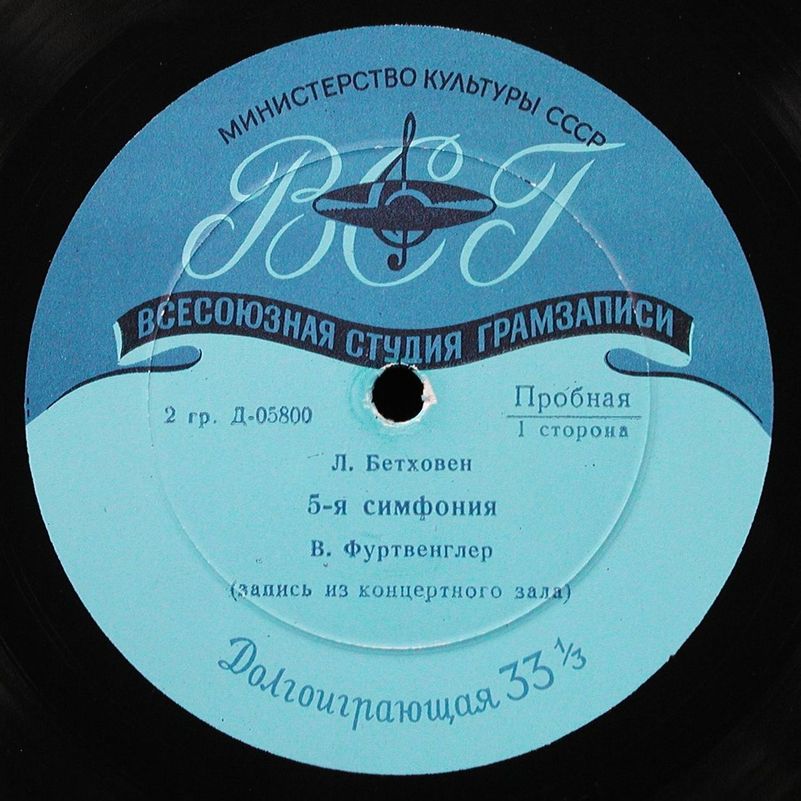 МИНИСТЕРСТВО КУЛЬТУРЫ СССР
ВСГ
ВСЕСОЮЗНАЯ СТУДИЯ ГРАМЗАПИСИ
2 гр. Д-05800
Пробная
1 сторона
Л. Бетховен
5-я симфония
В. Фуртвенглер
(запись из концертного зала)
Долгоиграющая 33 ⅓